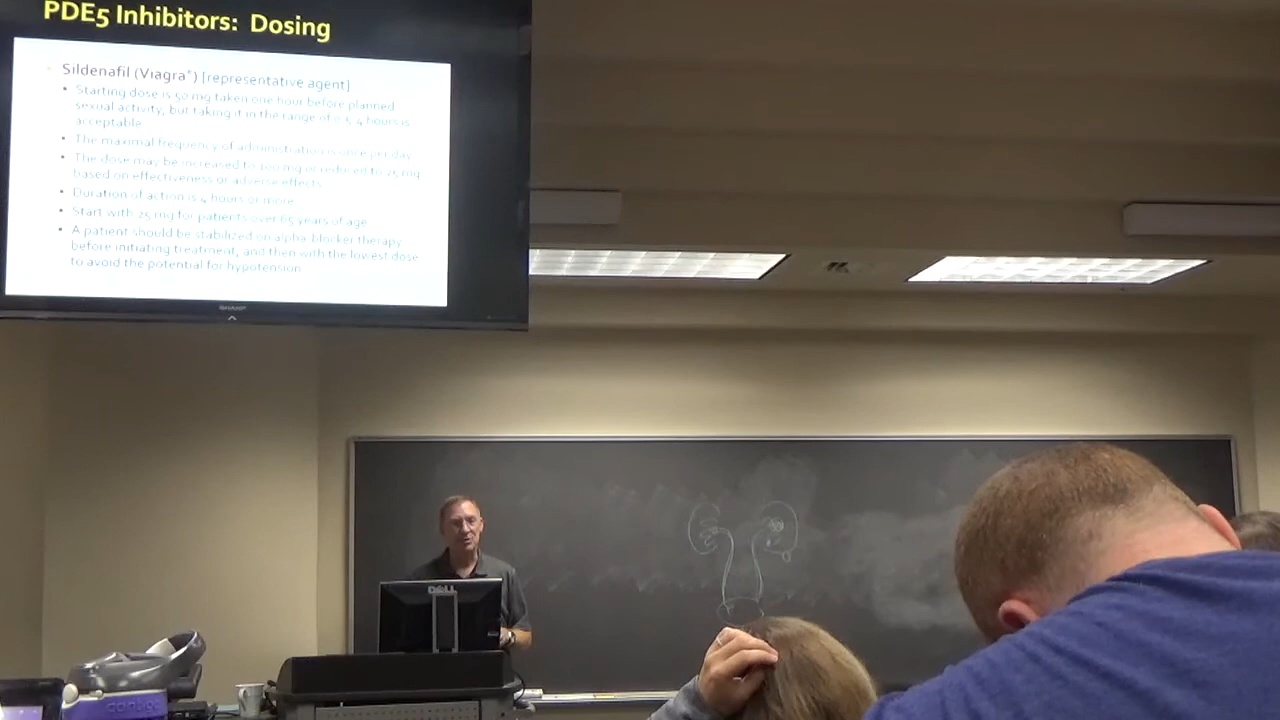 PDE5 Inhibitors: Dosing
Sildenafil (Viagra®) [representative agent]
Starting dose is 50 mg taken one hour before planned
sexual activity, but taking it in the range of 0.5-4 hours is
acceptable
The maximal frequency of administration is once per day
The dose may be increased to 100 mg or reduced to 25 mg
based on effectiveness or adverse effects
Duration of action is 4 hours or more
Start with 25 mg for patients over 65 years of age
A patient should be stabilized on alpha-blocker therapy
before initiating treatment, and then with the lowest dose
to avoid the potential for hypotension
SHARP
DELL
contigo